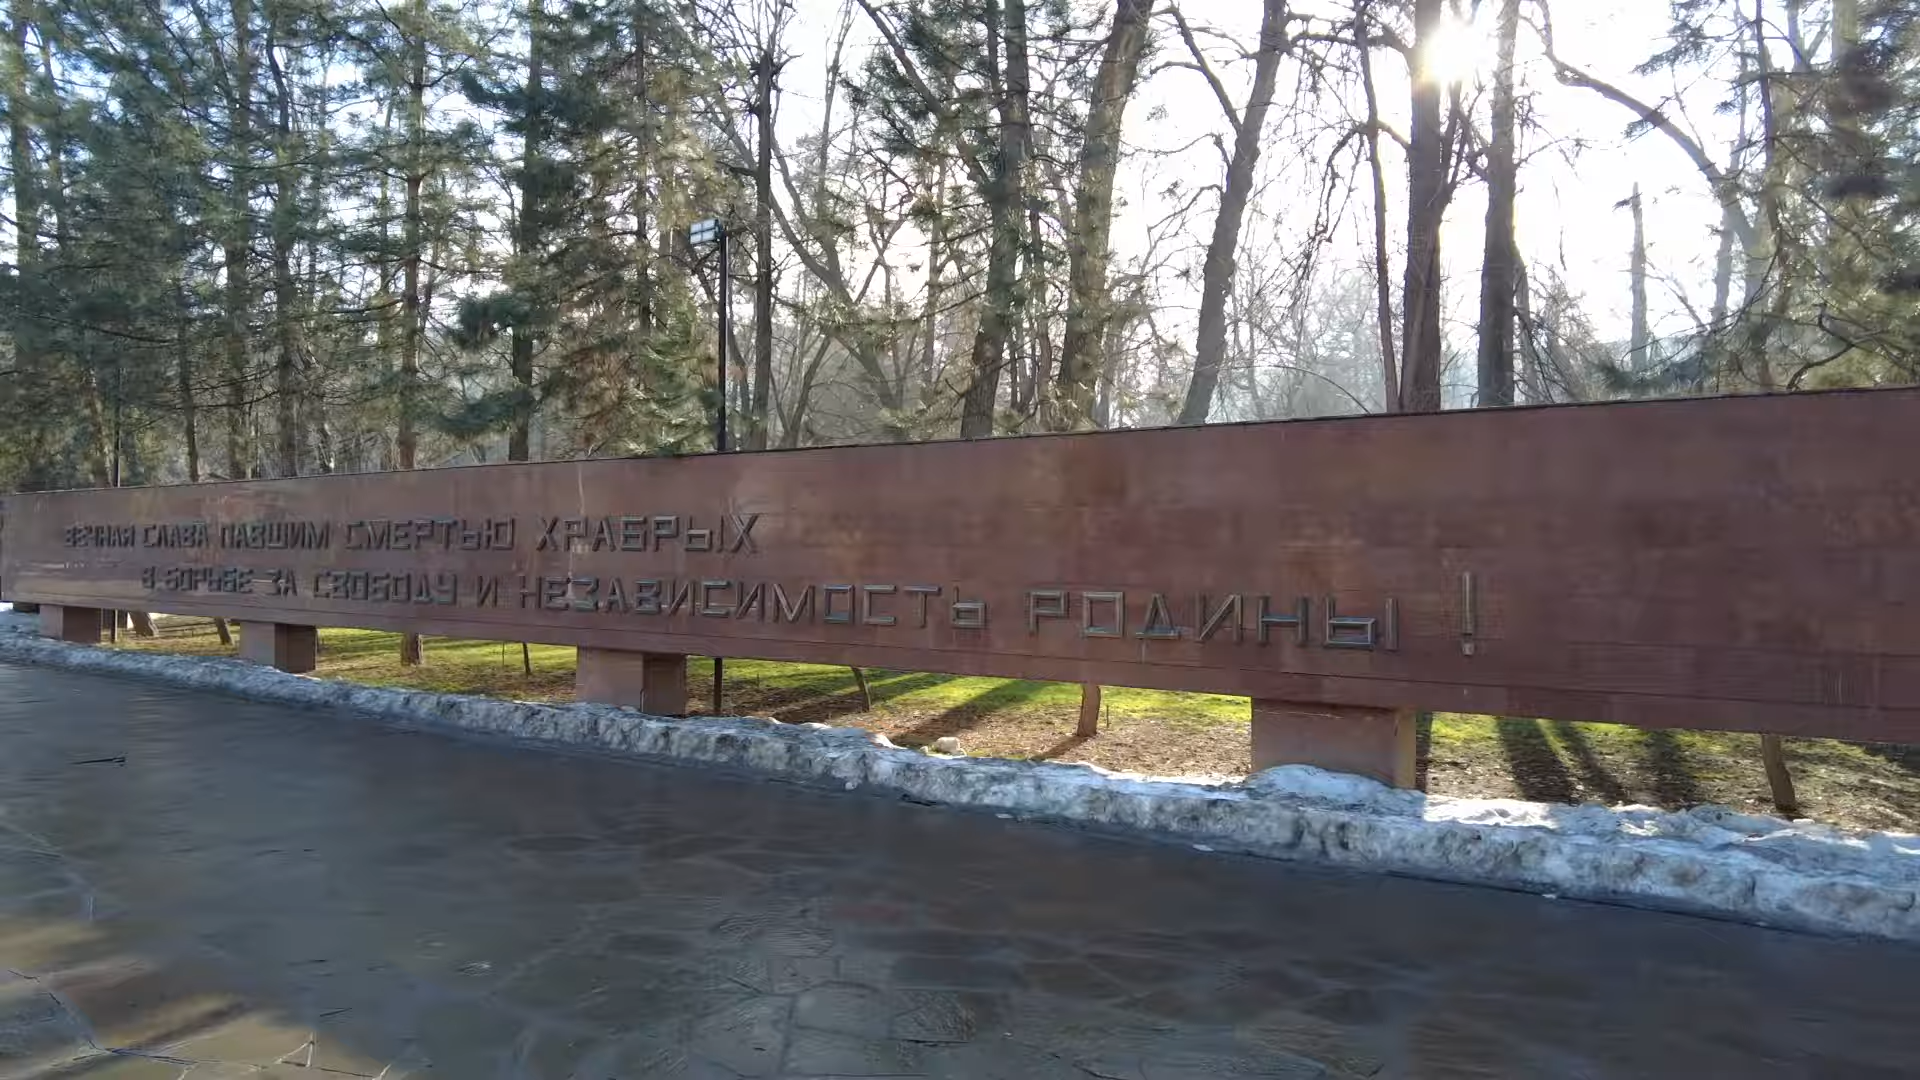 ВЕЧНАЯ СЛАВА ПАВШИМ СМЕРТЬЮ ХРАБРЫХ
В БОРЬБЕ ЗА СВОБОДУ И НЕЗАВИСИМОСТЬ РОДИНЫ !